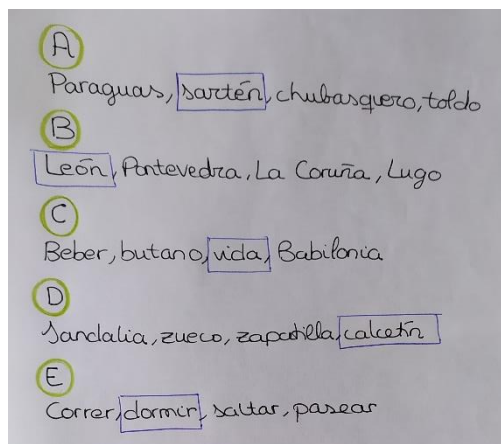 A
Paraguas, sartén, chubasquero, toldo
B
León, Pontevedra, La Coruña, Lugo
C
Beber, butano, vida, Babilonia
D
Sandalia, zueco, zapatilla, calcetín
E
Correr, dormir, saltar, pasear